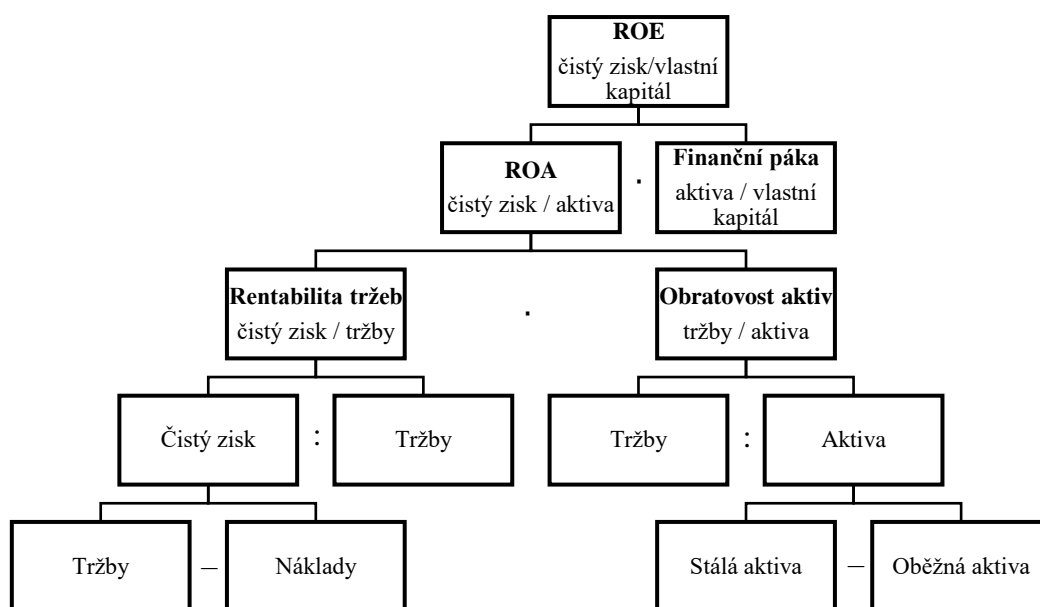 ROE
čistý zisk/vlastní
kapitál
ROA
čistý zisk / aktiva
·
Finanční páka
aktiva / vlastní
kapitál
Rentabilita tržeb
čistý zisk / tržby
·
Obratovost aktiv
tržby / aktiva
Čistý zisk
:
Tržby
Tržby
:
Aktiva
Tržby
–
Náklady
Stálá aktiva
–
Oběžná aktiva